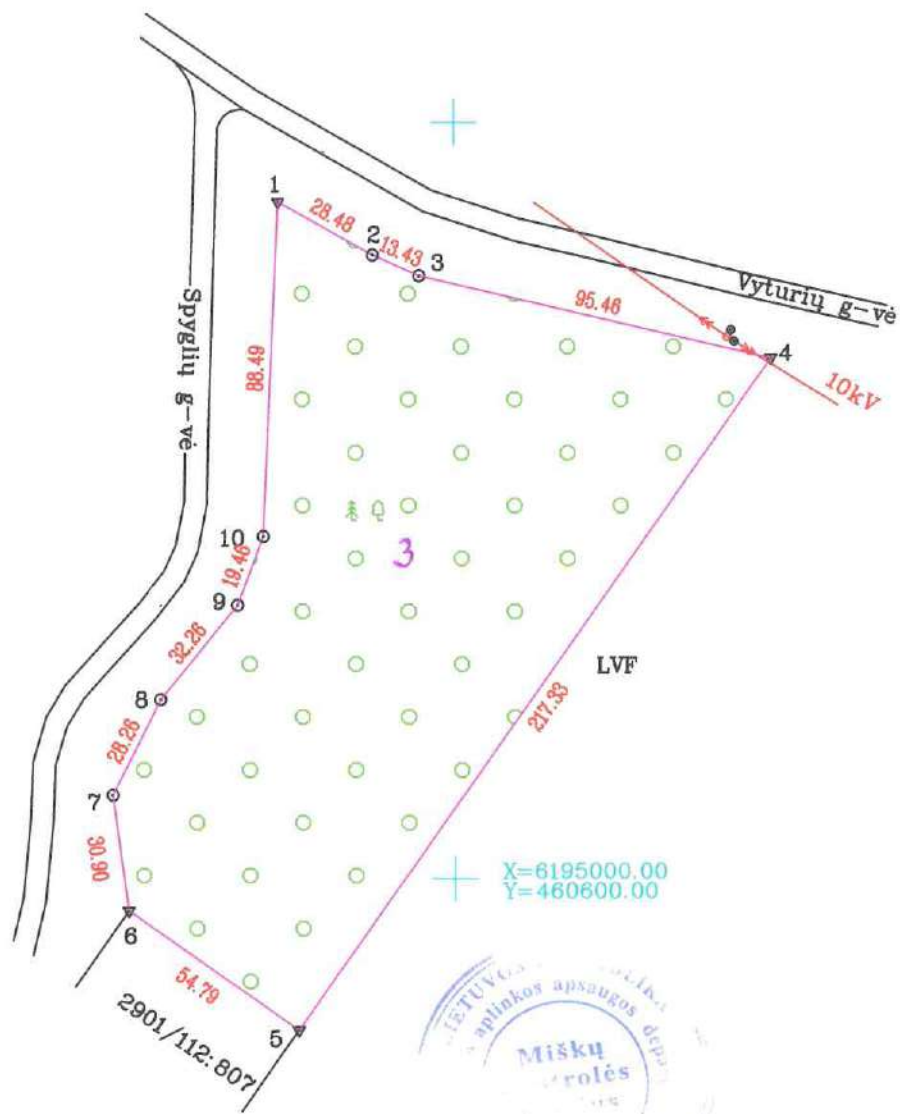 1
28.48
2
13.43
3
95.46
Vyturių g-vė
4
10kV
Spyglių g-vė
88.49
10
3
19.46
9
32.26
LVF
8
217.33
28.26
7
30.90
X=6195000.00
Y=460600.00
6
54.79
5
2901/112:807
aplinkos apsaugos
Miškų